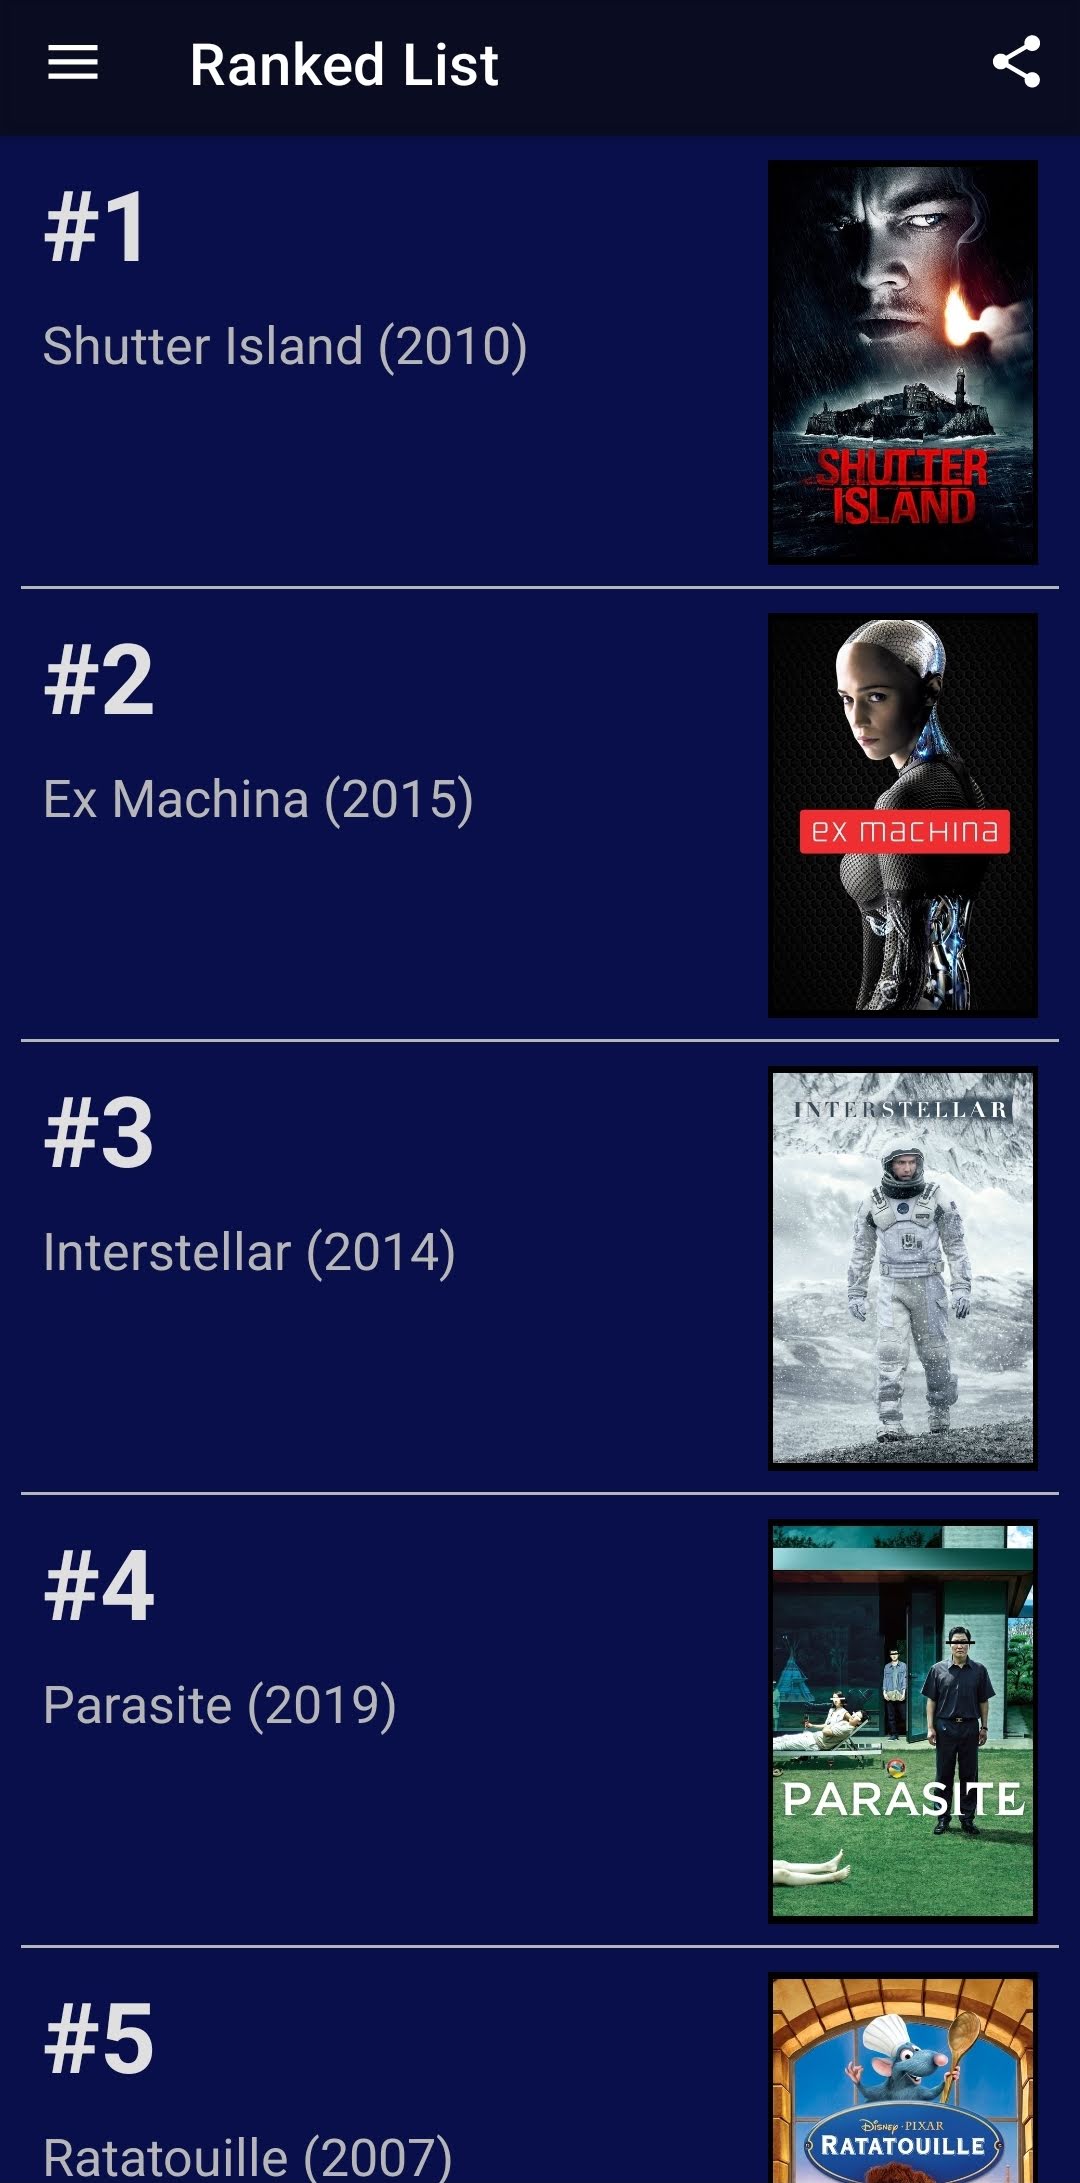 Ranked List
#1
Shutter Island (2010)
SHUTTER
ISLAND
#2
Ex Machina (2015)
ex machina
#3
Interstellar (2014)
INTERSTELLAR
#4
Parasite (2019)
PARASITE
#5
Ratatouille (2007)
Disney · PIXAR
RATATOUILLE